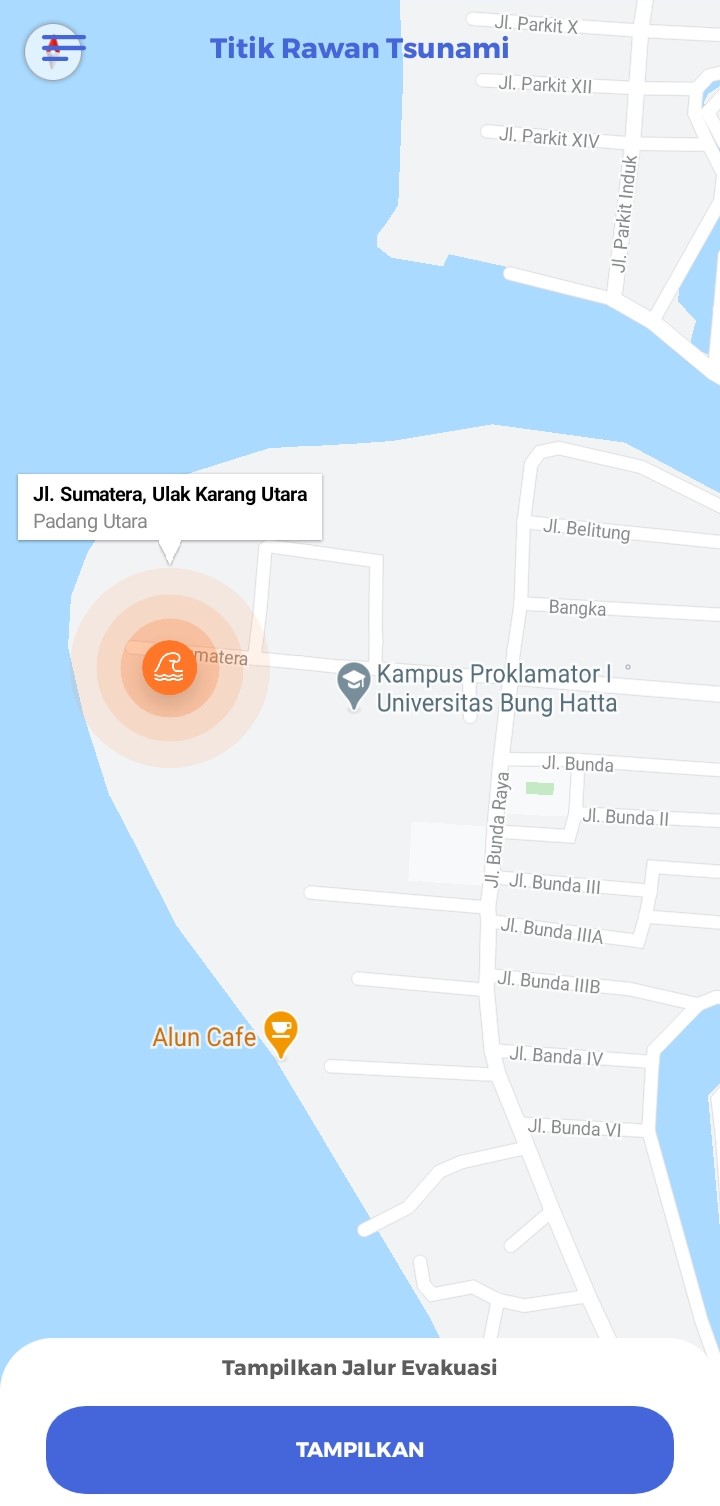 Titik Rawan Tsunami
Jl. Parkit X
Jl. Parkit XII
Jl. Parkit XIV
Jl. Parkit Induk
Jl. Sumatera, Ulak Karang Utara
Padang Utara
Jl. Belitung
Bangka
matera
Kampus Proklamator I
Universitas Bung Hatta
Jl. Bunda
Jl. Bunda Raya
Jl. Bunda II
Jl. Bunda III
Jl. Bunda IIIA
Jl. Bunda IIIB
Alun Cafe
Jl. Banda IV
Jl. Bunda VI
Tampilkan Jalur Evakuasi
TAMPILKAN